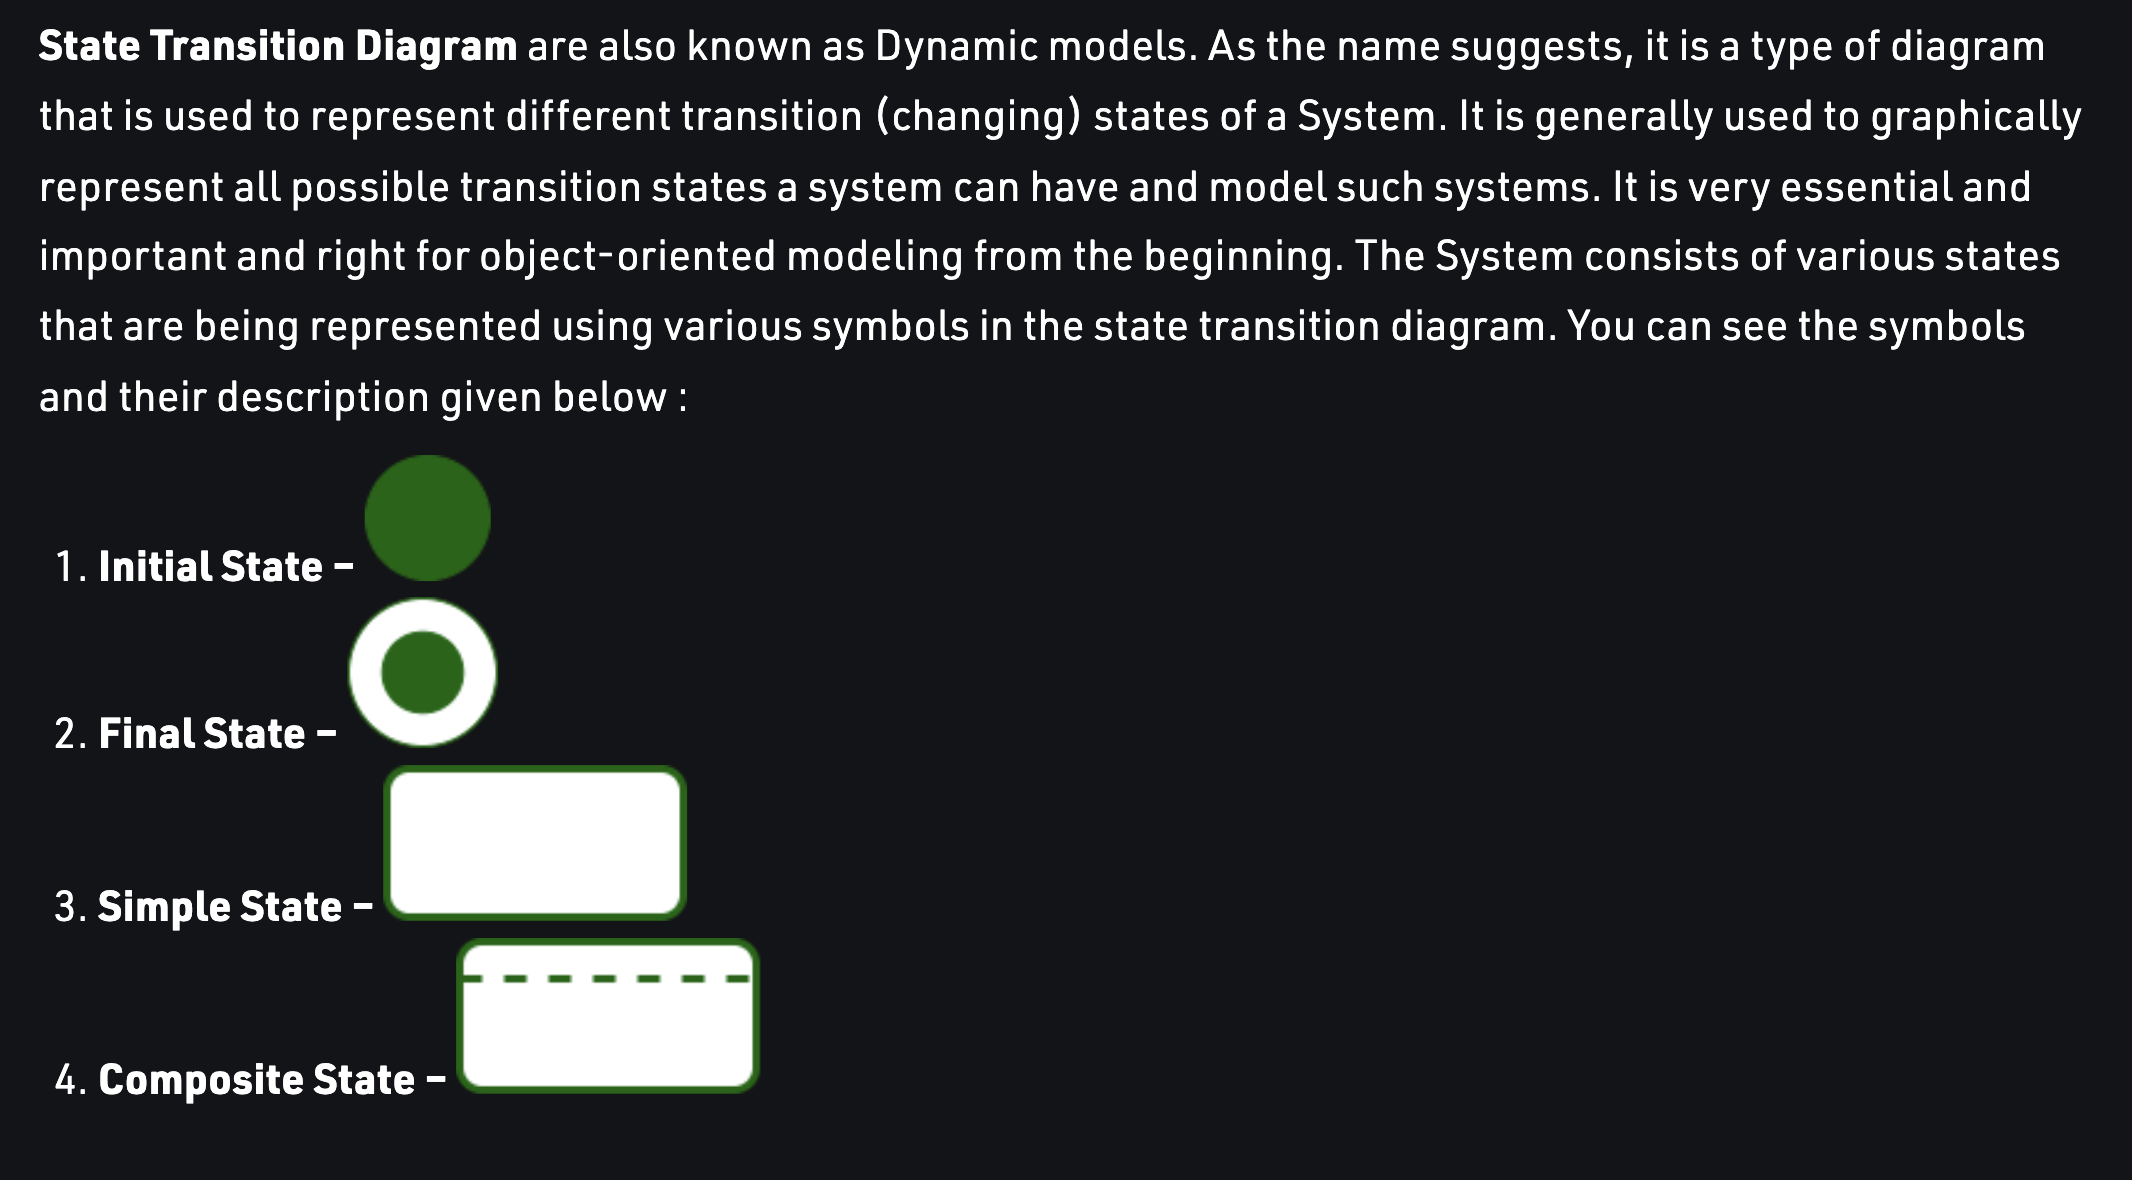 State Transition Diagram are also known as Dynamic models. As the name suggests, it is a type of diagram
that is used to represent different transition (changing) states of a System. It is generally used to graphically
represent all possible transition states a system can have and model such systems. It is very essential and
important and right for object-oriented modeling from the beginning. The System consists of various states
that are being represented using various symbols in the state transition diagram. You can see the symbols
and their description given below :
1. Initial State –
2. Final State –
3. Simple State –
4. Composite State –